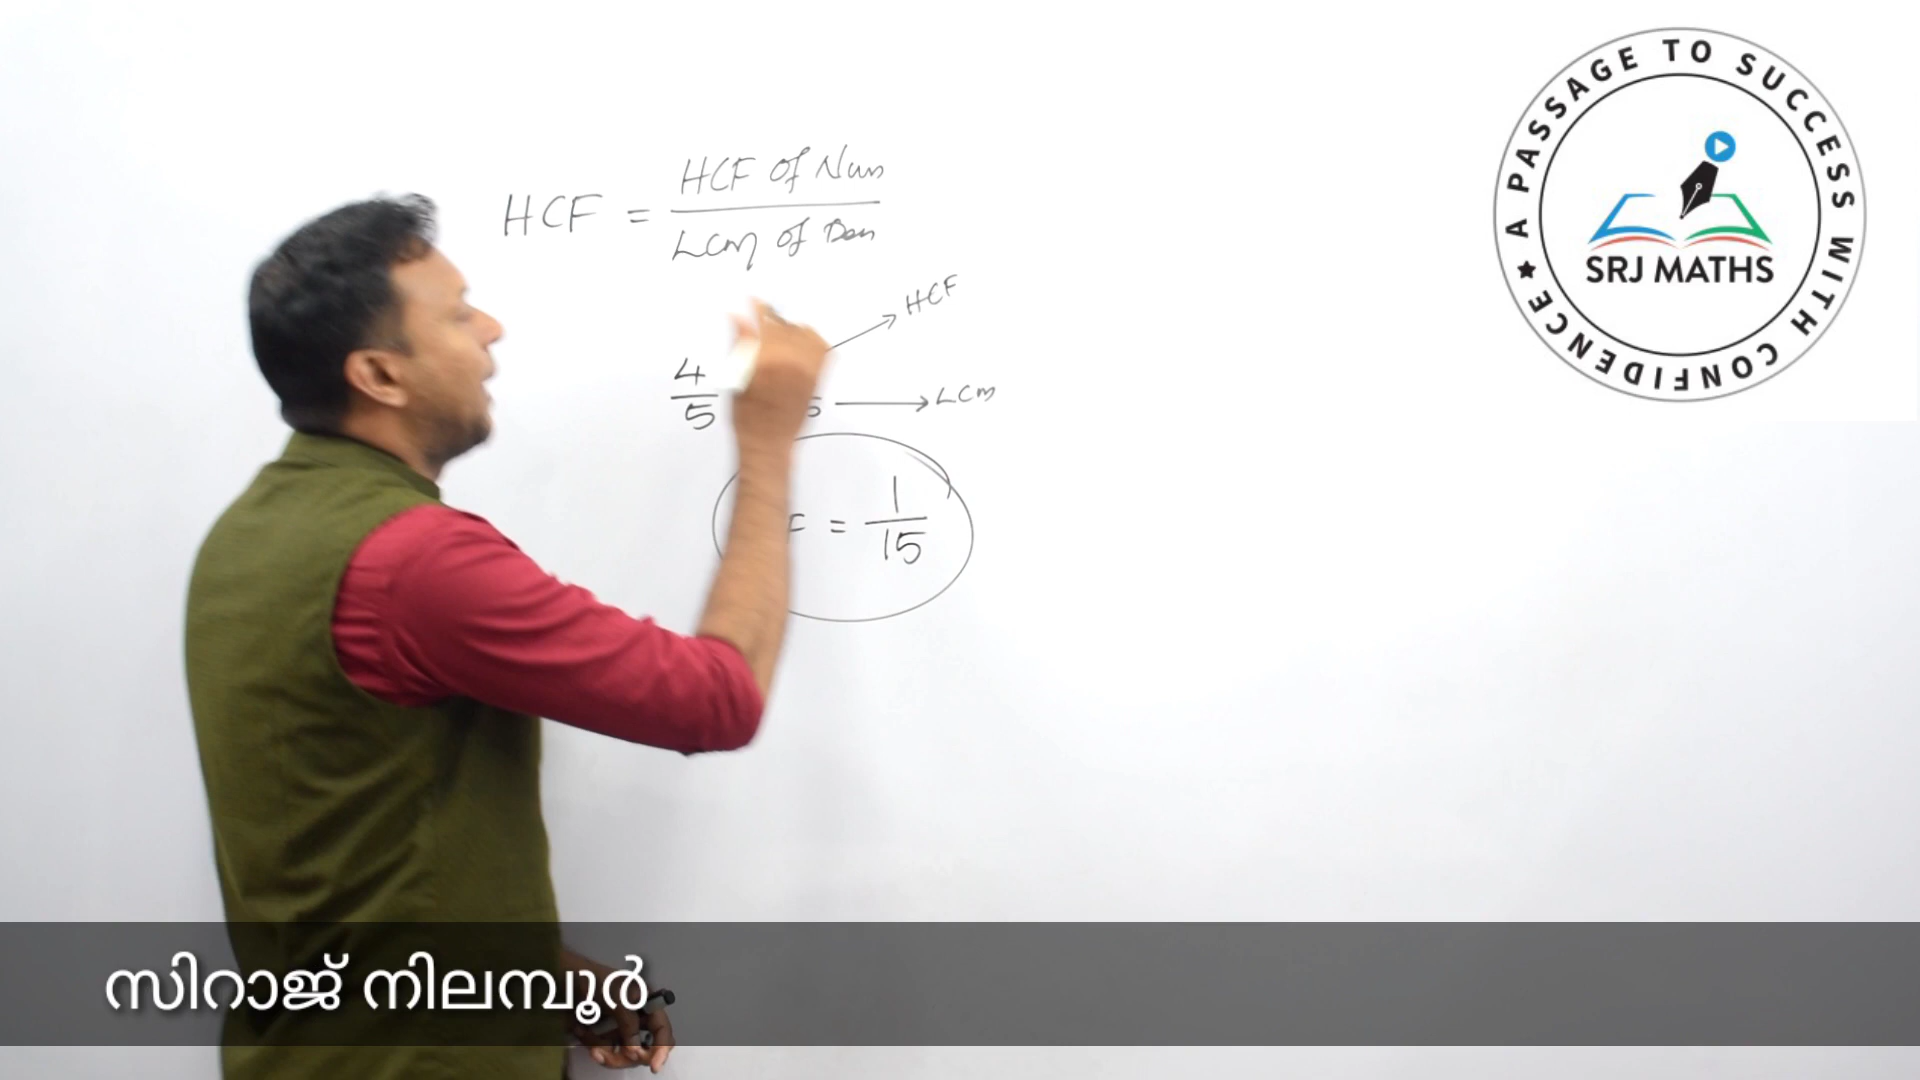 HCF = HCF of Num / LCM of Den
HCF
4/5 5 LCM
F = 1/15
A PASSAGE TO SUCCESS WITH CONFIDENCE ★
SRJ MATHS
സിറാജ് നിലമ്പൂർ